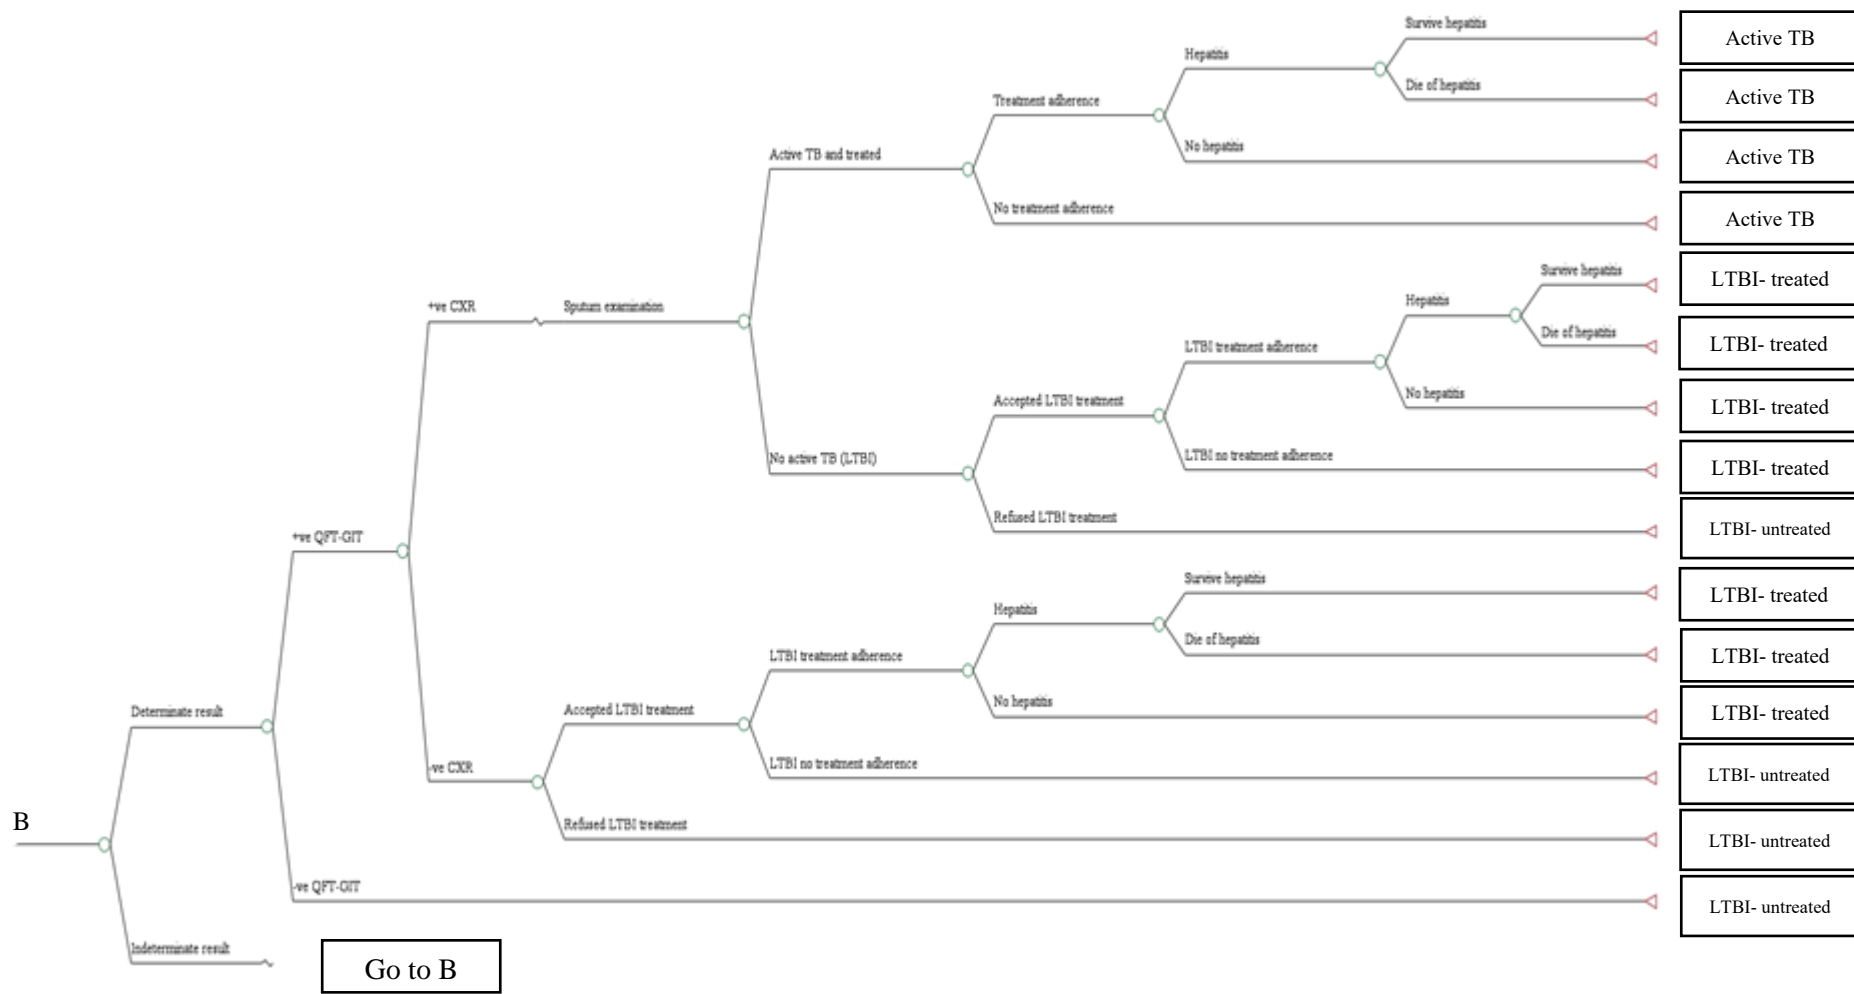 Survive hepatitis
Active TB
Hepatitis
Die of hepatitis
Active TB
Treatment adherence
No hepatitis
Active TB
Active TB and treated
No treatment adherence
Active TB
Survive hepatitis
LTBI- treated
+ve CXR
Sputum examination
Hepatitis
Die of hepatitis
LTBI- treated
LTBI treatment adherence
No hepatitis
LTBI- treated
Accepted LTBI treatment
No active TB (LTBI)
LTBI no treatment adherence
LTBI- treated
Refused LTBI treatment
LTBI- untreated
+ve QFT-GIT
Survive hepatitis
LTBI- treated
Hepatitis
Die of hepatitis
LTBI- treated
LTBI treatment adherence
No hepatitis
LTBI- treated
Determinate result
Accepted LTBI treatment
-ve CXR
LTBI no treatment adherence
LTBI- untreated
B
Refused LTBI treatment
LTBI- untreated
-ve QFT-GIT
LTBI- untreated
Indeterminate result
Go to B